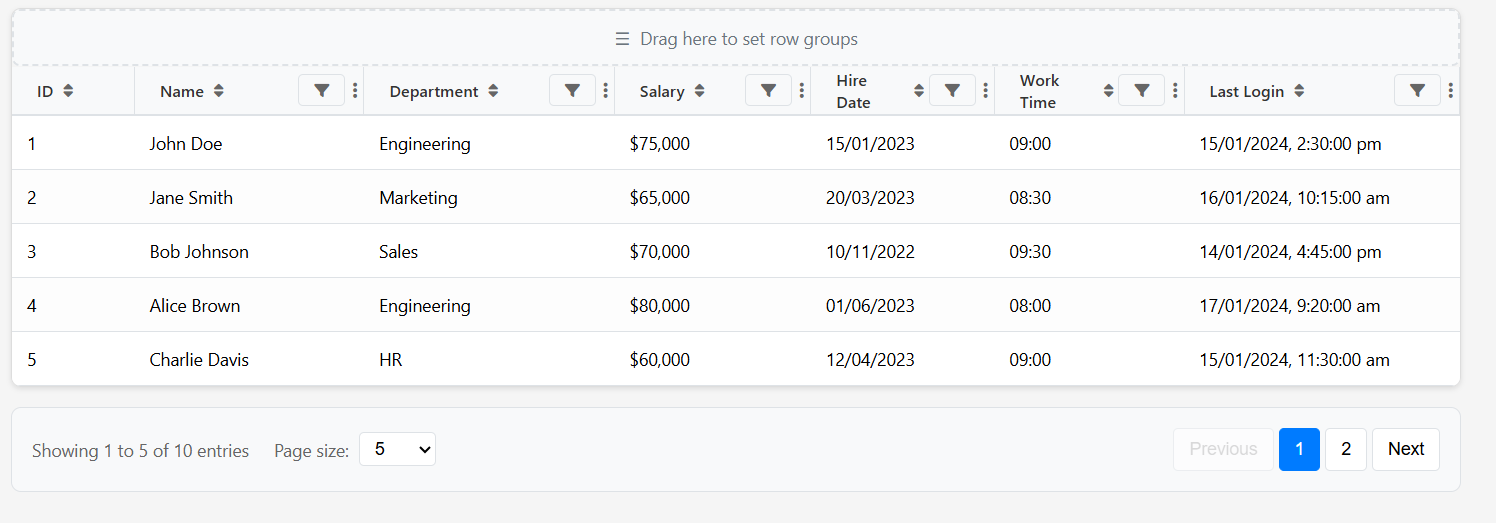 Drag here to set row groups
ID Name Department Salary Hire Date Work Time Last Login
1 John Doe Engineering $75,000 15/01/2023 09:00 15/01/2024, 2:30:00 pm
2 Jane Smith Marketing $65,000 20/03/2023 08:30 16/01/2024, 10:15:00 am
3 Bob Johnson Sales $70,000 10/11/2022 09:30 14/01/2024, 4:45:00 pm
4 Alice Brown Engineering $80,000 01/06/2023 08:00 17/01/2024, 9:20:00 am
5 Charlie Davis HR $60,000 12/04/2023 09:00 15/01/2024, 11:30:00 am
Showing 1 to 5 of 10 entries Page size: 5 Previous 1 2 Next